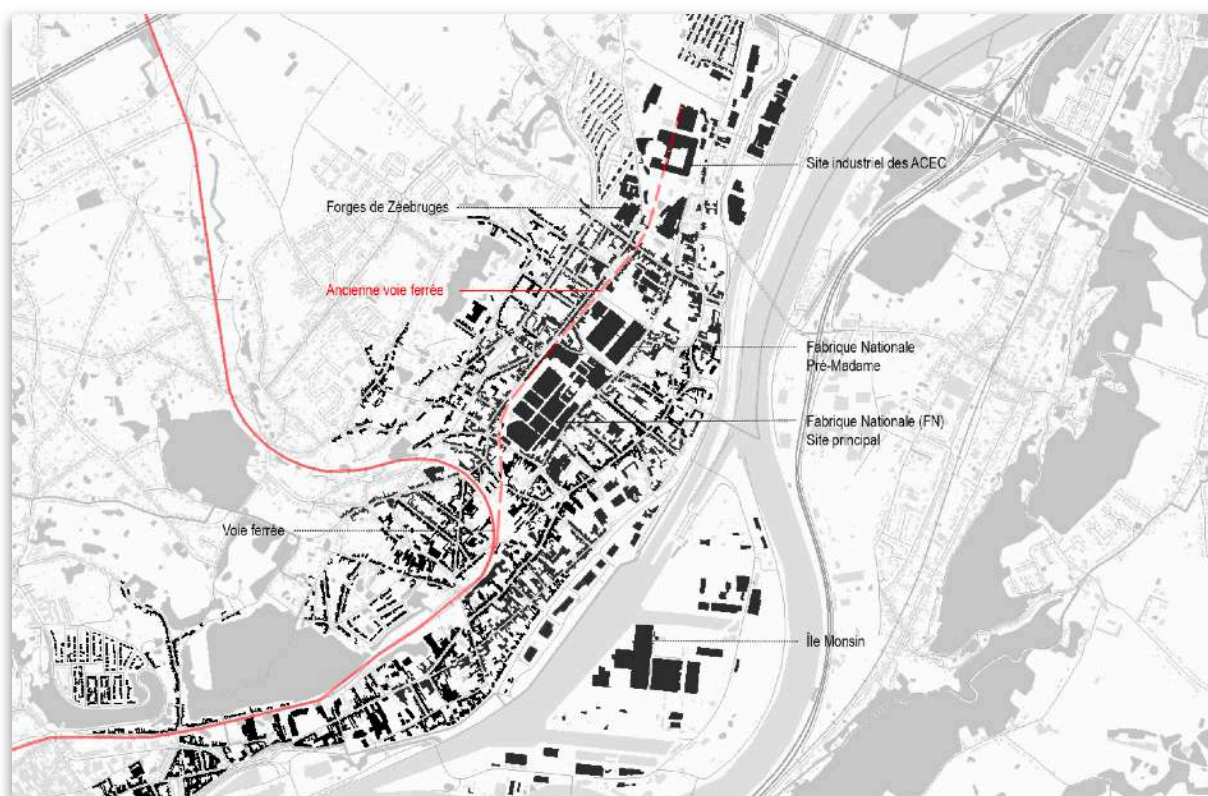 Site industriel des ACEC
Forges de Zéebruges
Ancienne voie ferrée
Fabrique Nationale
Pré-Madame
Fabrique Nationale (FN)
Site principal
Voie ferrée
Île Monsin